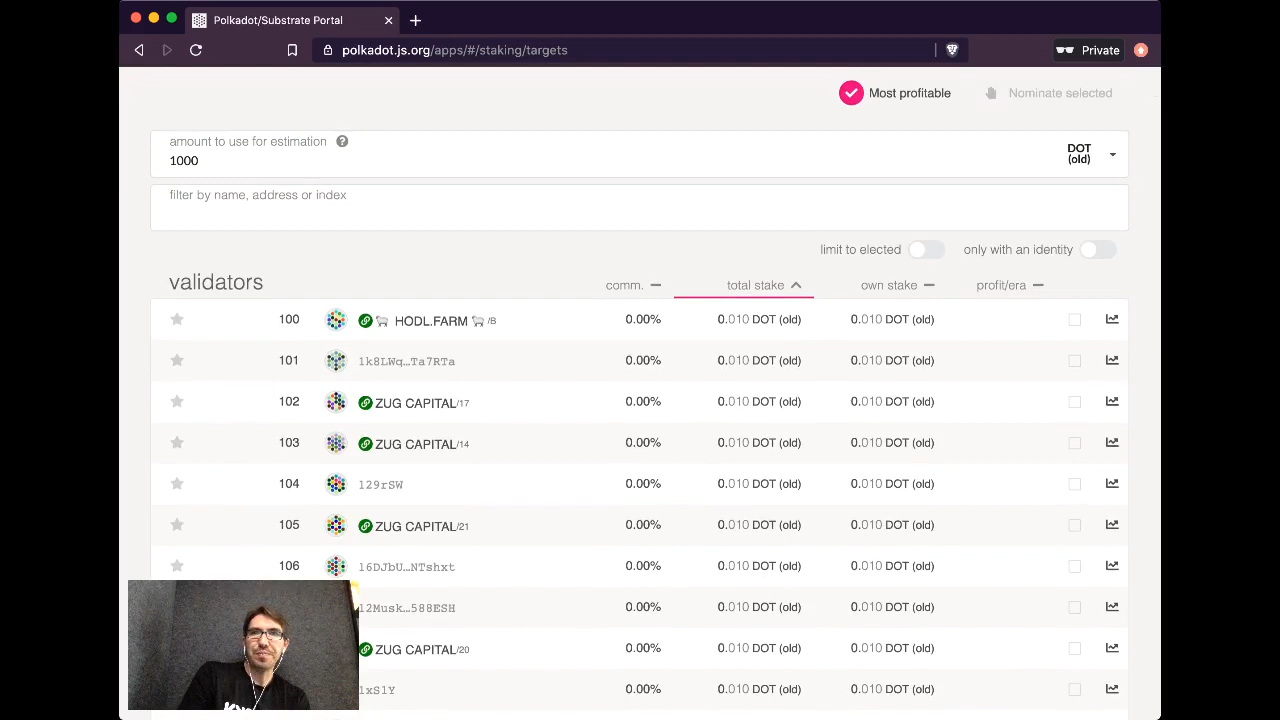 Polkadot/Substrate Portal
polkadot.js.org/apps/#/staking/targets
Private
Most profitable
Nominate selected
amount to use for estimation
1000
DOT
(old)
filter by name, address or index
limit to elected
only with an identity
validators
comm.
total stake
own stake
profit/era
100 HODL.FARM /B 0.00% 0.010 DOT (old) 0.010 DOT (old)
101 1k8LWq…Ta7RTa 0.00% 0.010 DOT (old) 0.010 DOT (old)
102 ZUG CAPITAL/17 0.00% 0.010 DOT (old) 0.010 DOT (old)
103 ZUG CAPITAL/14 0.00% 0.010 DOT (old) 0.010 DOT (old)
104 129rSW 0.00% 0.010 DOT (old) 0.010 DOT (old)
105 ZUG CAPITAL/21 0.00% 0.010 DOT (old) 0.010 DOT (old)
106 16DJbU…NTshxt 0.00% 0.010 DOT (old) 0.010 DOT (old)
12Musk…588ESH 0.00% 0.010 DOT (old) 0.010 DOT (old)
ZUG CAPITAL/20 0.00% 0.010 DOT (old) 0.010 DOT (old)
1xS1Y 0.00% 0.010 DOT (old) 0.010 DOT (old)